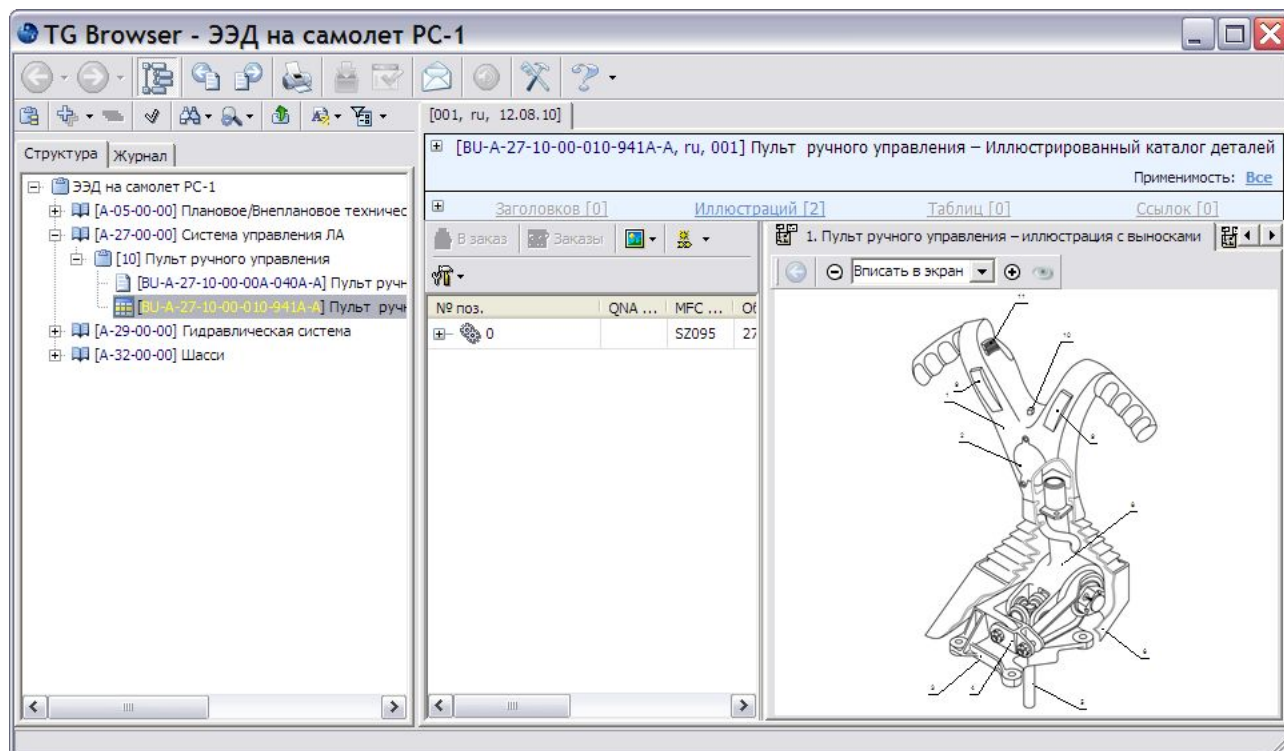 TG Browser - ЭЭД на самолет РС-1
[001, ru, 12.08.10]
Структура
Журнал
ЭЭД на самолет РС-1
[A-05-00-00] Плановое/Внеплановое техничес
[A-27-00-00] Система управления ЛА
[10] Пульт ручного управления
[BU-A-27-10-00-00A-040A-A] Пульт ручн
[BU-A-27-10-00-010-941A-A] Пульт ручн
[A-29-00-00] Гидравлическая система
[A-32-00-00] Шасси
[BU-A-27-10-00-010-941A-A, ru, 001] Пульт ручного управления – Иллюстрированный каталог деталей
Применимость: Все
Заголовков [0] Иллюстраций [2] Таблиц [0] Ссылок [0]
В заказ Заказы
№ поз. QNA ... MFC ... Об
0 SZ095 27
1. Пульт ручного управления – иллюстрация с выносками
Вписать в экран
11
10